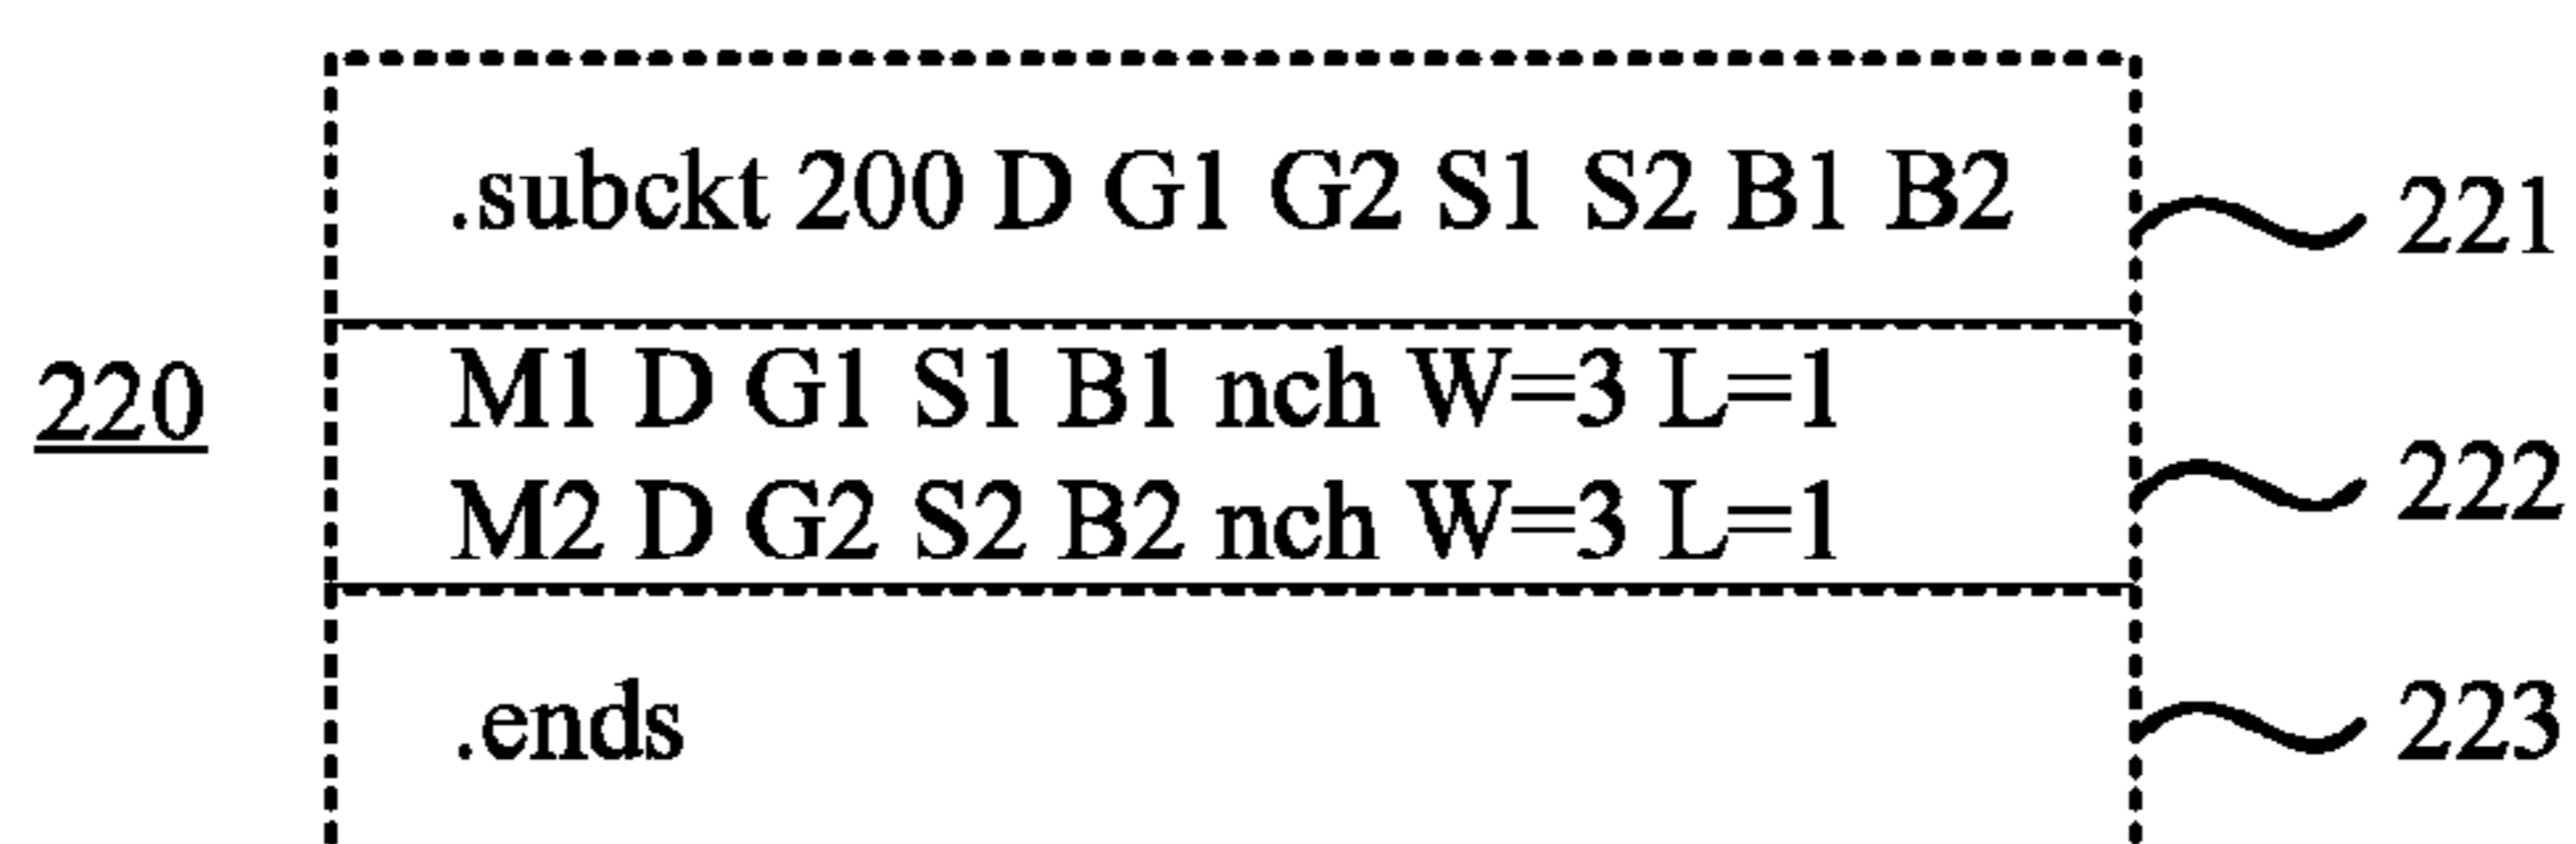 .subckt 200 D G1 G2 S1 S2 B1 B2
221
220
M1 D G1 S1 B1 nch W=3 L=1
M2 D G2 S2 B2 nch W=3 L=1
222
.ends
223